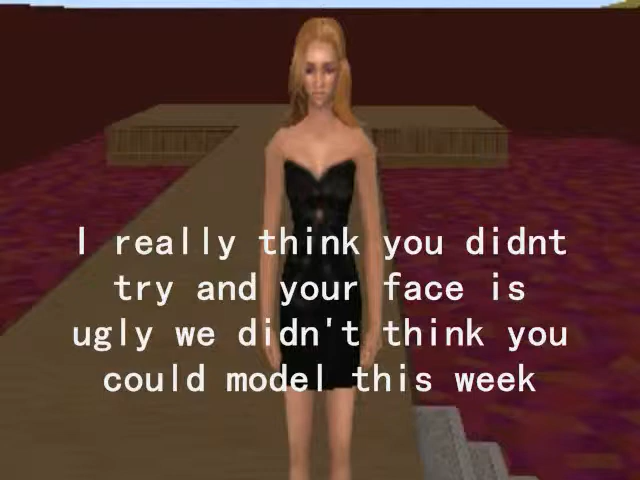 I really think you didnt
try and your face is
ugly we didn't think you
could model this week